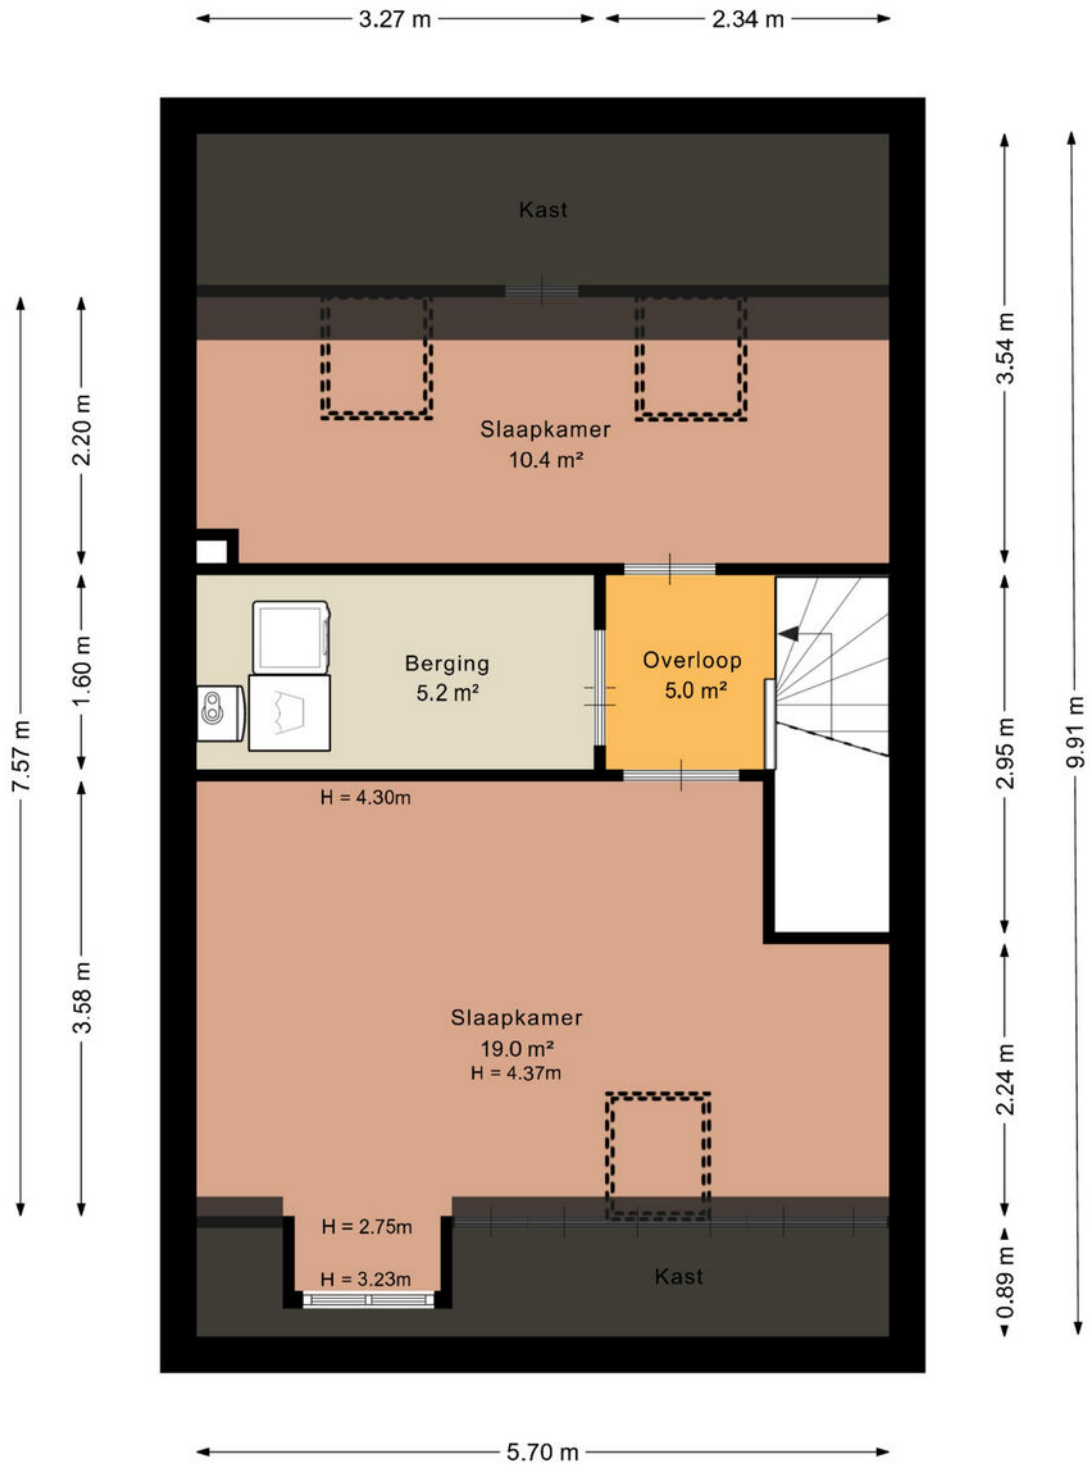 3.27 m
2.34 m
Kast
3.54 m
2.20 m
Slaapkamer
10.4 m²
1.60 m
Berging
5.2 m²
Overloop
5.0 m²
7.57 m
2.95 m
9.91 m
H = 4.30m
3.58 m
Slaapkamer
19.0 m²
H = 4.37m
2.24 m
H = 2.75m
H = 3.23m
Kast
0.89 m
5.70 m